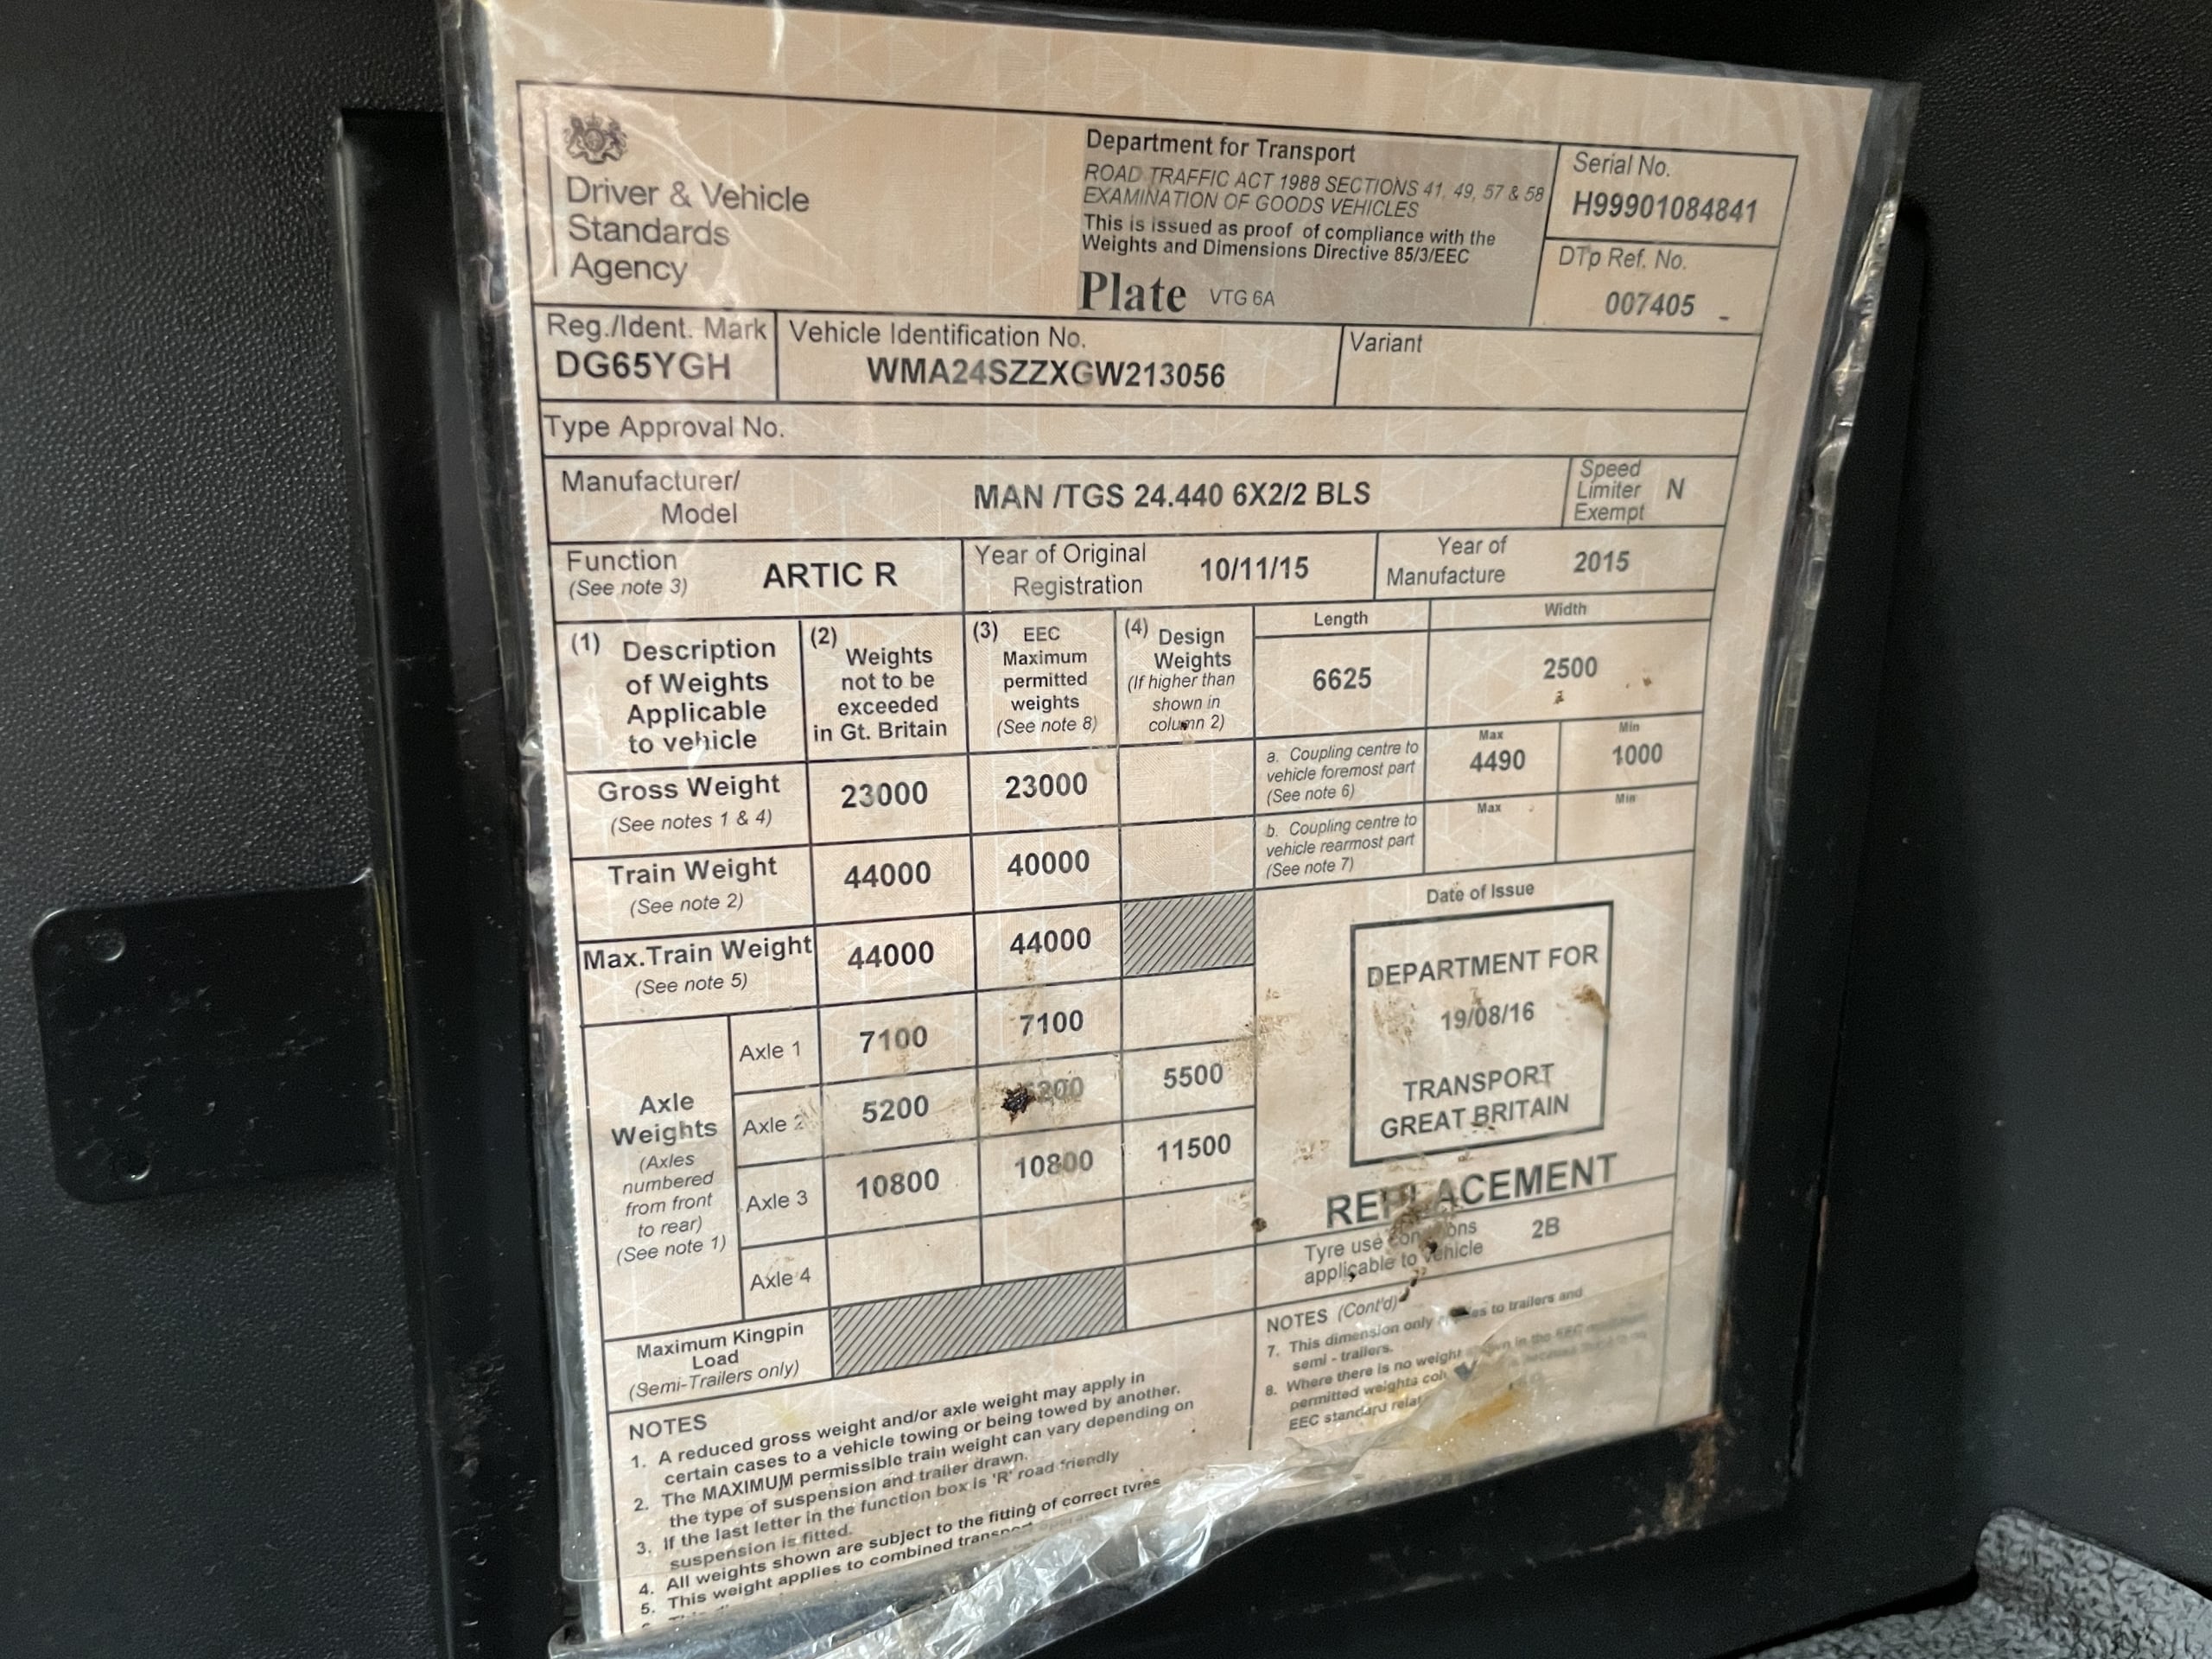 Driver & Vehicle
Standards
Agency
Department for Transport
ROAD TRAFFIC ACT 1988 SECTIONS 41, 49, 57 & 58
EXAMINATION OF GOODS VEHICLES
This is issued as proof of compliance with the
Weights and Dimensions Directive 85/3/EEC
Plate VTG 6A
Serial No.
H99901084841
DTp Ref. No.
007405
Reg./Ident. Mark
DG65YGH
Vehicle Identification No.
WMA24SZZXGW213056
Variant
Type Approval No.
Manufacturer/
Model
MAN /TGS 24.440 6X2/2 BLS
Speed
Limiter
Exempt
N
Function
(See note 3)
ARTIC R
Year of Original
Registration
10/11/15
Year of
Manufacture
2015
(1) Description
of Weights
Applicable
to vehicle
(2) Weights
not to be
exceeded
in Gt. Britain
(3) EEC
Maximum
permitted
weights
(See note 8)
(4) Design
Weights
(If higher than
shown in
column 2)
Length
6625
Width
2500
Gross Weight
(See notes 1 & 4)
23000
23000
a. Coupling centre to
vehicle foremost part
(See note 6)
Max
4490
Min
1000
Train Weight
(See note 2)
44000
40000
b. Coupling centre to
vehicle rearmost part
(See note 7)
Max
Min
Max.Train Weight
(See note 5)
44000
44000
Axle
Weights
(Axles
numbered
from front
to rear)
(See note 1)
Axle 1
7100
7100
Axle 2
5200
5500
Axle 3
10800
10800
11500
Axle 4
Maximum Kingpin
Load
(Semi-Trailers only)
Date of Issue
DEPARTMENT FOR
19/08/16
TRANSPORT
GREAT BRITAIN
REPLACEMENT
Tyre use conditions
applicable to vehicle
2B
NOTES
1. A reduced gross weight and/or axle weight may apply in
certain cases to a vehicle towing or being towed by another.
2. The MAXIMUM permissible train weight can vary depending on
the type of suspension and trailer drawn.
3. If the last letter in the function box is 'R' road friendly
suspension is fitted.
4. All weights shown are subject to the fitting of correct tyres
5. This weight applies to combined transport
NOTES (Cont'd)
7. This dimension only applies to trailers and
semi - trailers.
8. Where there is no weight shown in the EEC maximum
permitted weights
EEC standard